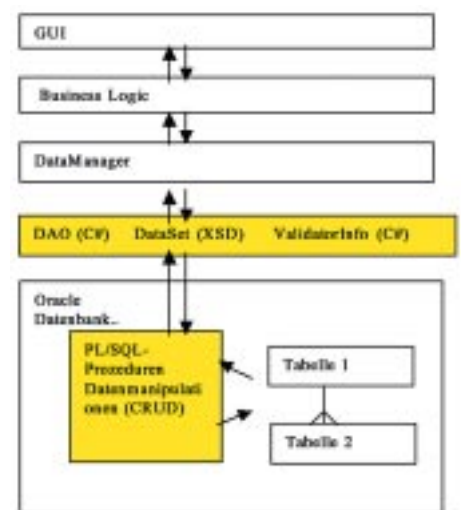 GUI
Business Logic
DataManager
DAO (C#) DataSet (XSD) ValidatorInfo (C#)
Oracle
Datenbank..
PL/SQL-
Prozeduren
Datenmanipulati
onen (CRUD)
Tabelle 1
Tabelle 2